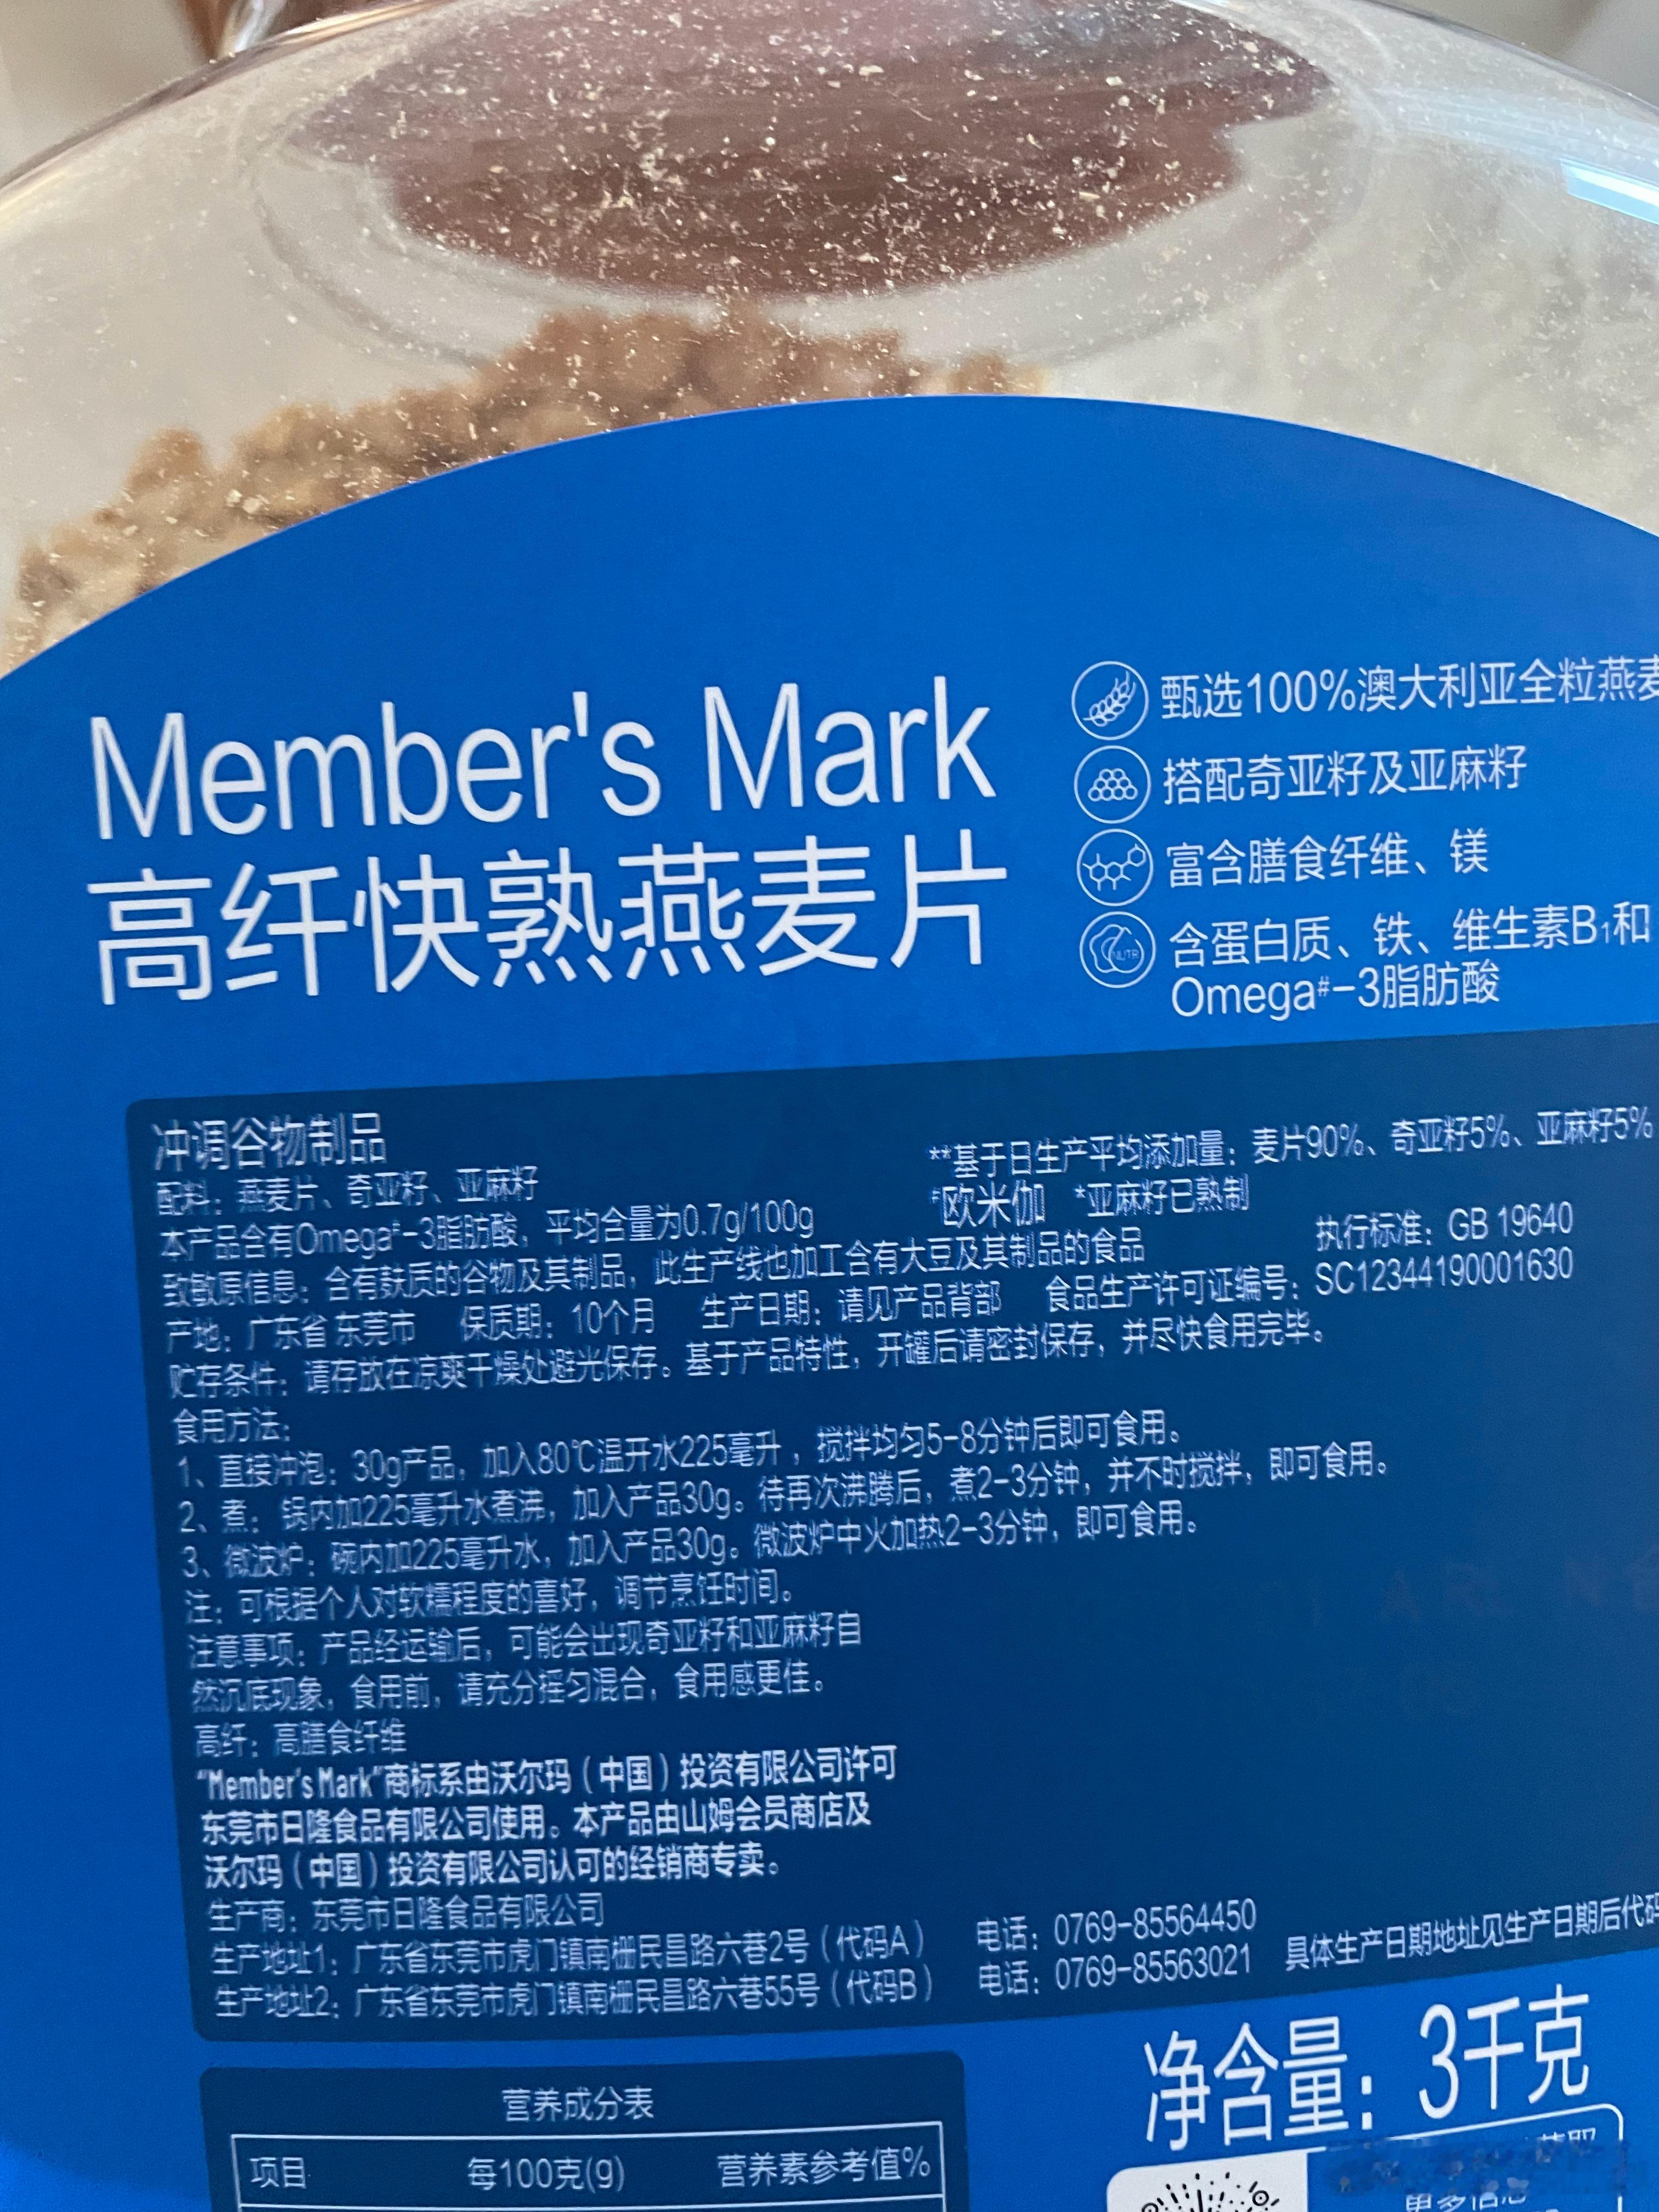 Member's Mark
高纤快熟燕麦片
甄选100%澳大利亚全粒燕麦
搭配奇亚籽及亚麻籽
富含膳食纤维、镁
含蛋白质、铁、维生素B₁和
Omega#-3脂肪酸
NUTR
冲调谷物制品
配料：燕麦片、奇亚籽、亚麻籽
**基于日生产平均添加量：麦片90%、奇亚籽5%、亚麻籽5%
本产品含有Omega#-3脂肪酸，平均含量为0.7g/100g
#欧米伽 *亚麻籽已熟制
致敏原信息：含有麸质的谷物及其制品，此生产线也加工含有大豆及其制品的食品
执行标准：GB 19640
产地：广东省 东莞市 保质期：10个月 生产日期：请见产品背部 食品生产许可证编号：SC12344190001630
贮存条件：请存放在凉爽干燥处避光保存。基于产品特性，开罐后请密封保存，并尽快食用完毕。
食用方法：
1、直接冲泡：30g产品，加入80℃温开水225毫升，搅拌均匀5-8分钟后即可食用。
2、煮：锅内加225毫升水煮沸，加入产品30g。待再次沸腾后，煮2-3分钟，并不时搅拌，即可食用。
3、微波炉：碗内加225毫升水，加入产品30g。微波炉中火加热2-3分钟，即可食用。
注：可根据个人对软糯程度的喜好，调节烹饪时间。
注意事项：产品经运输后，可能会出现奇亚籽和亚麻籽自
然沉底现象，食用前，请充分摇匀混合，食用感更佳。
高纤：高膳食纤维
“Member's Mark”商标系由沃尔玛（中国）投资有限公司许可
东莞市日隆食品有限公司使用。本产品由山姆会员商店及
沃尔玛（中国）投资有限公司认可的经销商专卖。
生产商：东莞市日隆食品有限公司
生产地址1：广东省东莞市虎门镇南栅民昌路六巷2号（代码A） 电话：0769-85564450
生产地址2：广东省东莞市虎门镇南栅民昌路六巷55号（代码B） 电话：0769-85563021 具体生产日期地址见生产日期后代码
净含量：3千克
营养成分表
项目 每100克(g) 营养素参考值%
更多信息